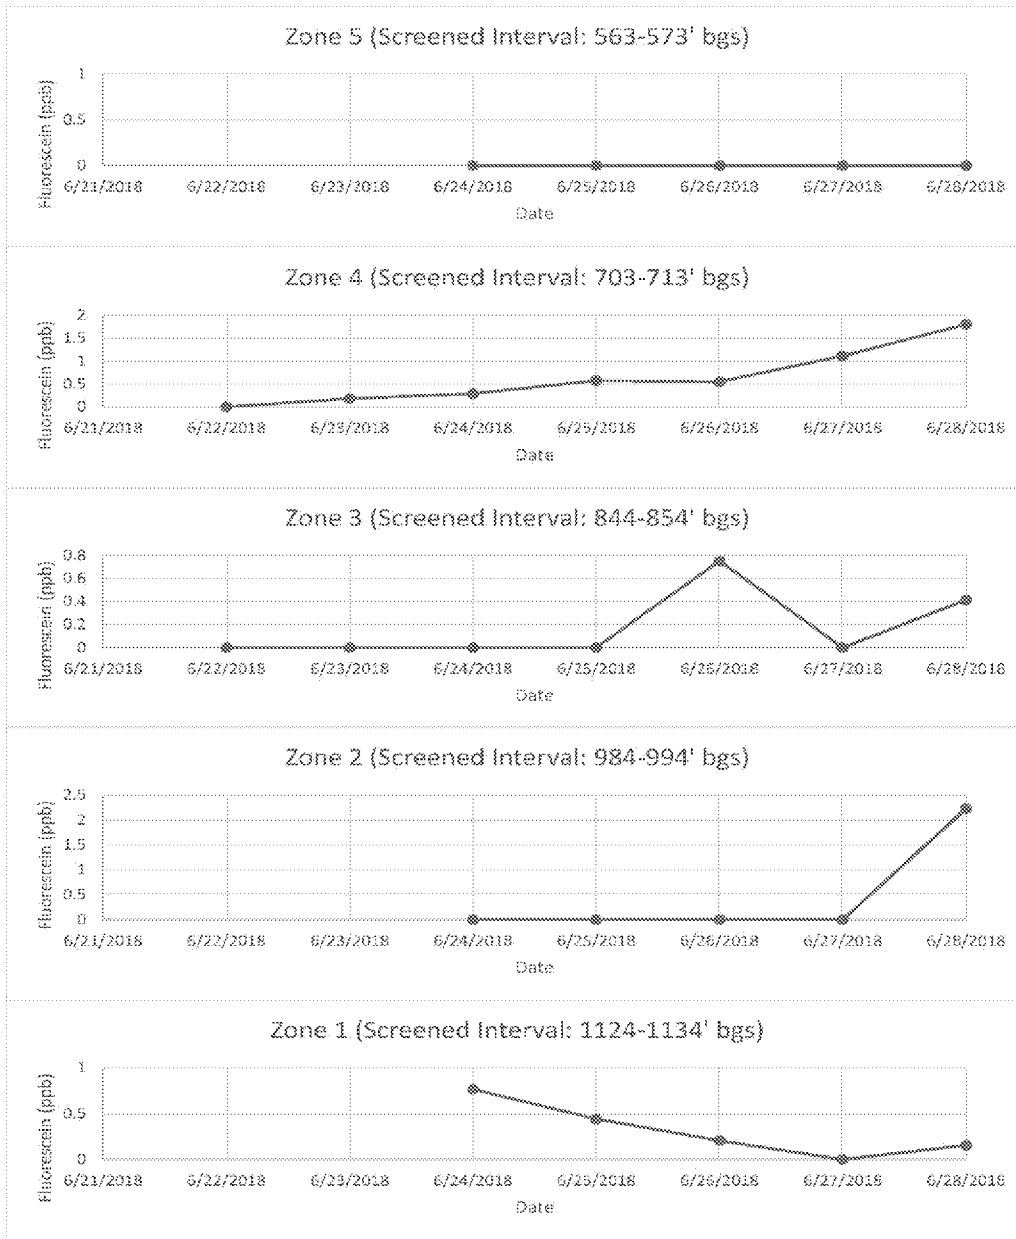 Zone 5 (Screened Interval: 563-573' bgs)
Fluorescein (ppb)
1
0.5
0
6/21/2018 6/22/2018 6/23/2018 6/24/2018 6/25/2018 6/26/2018 6/27/2018 6/28/2018
Date
Zone 4 (Screened Interval: 703-713' bgs)
Fluorescein (ppb)
2
1.5
1
0.5
0
6/21/2018 6/22/2018 6/23/2018 6/24/2018 6/25/2018 6/26/2018 6/27/2018 6/28/2018
Date
Zone 3 (Screened Interval: 844-854' bgs)
Fluorescein (ppb)
0.8
0.6
0.4
0.2
0
6/21/2018 6/22/2018 6/23/2018 6/24/2018 6/25/2018 6/26/2018 6/27/2018 6/28/2018
Date
Zone 2 (Screened Interval: 984-994' bgs)
Fluorescein (ppb)
2.5
2
1.5
1
0.5
0
6/21/2018 6/22/2018 6/23/2018 6/24/2018 6/25/2018 6/26/2018 6/27/2018 6/28/2018
Date
Zone 1 (Screened Interval: 1124-1134' bgs)
Fluorescein (ppb)
1
0.5
0
6/21/2018 6/22/2018 6/23/2018 6/24/2018 6/25/2018 6/26/2018 6/27/2018 6/28/2018
Date